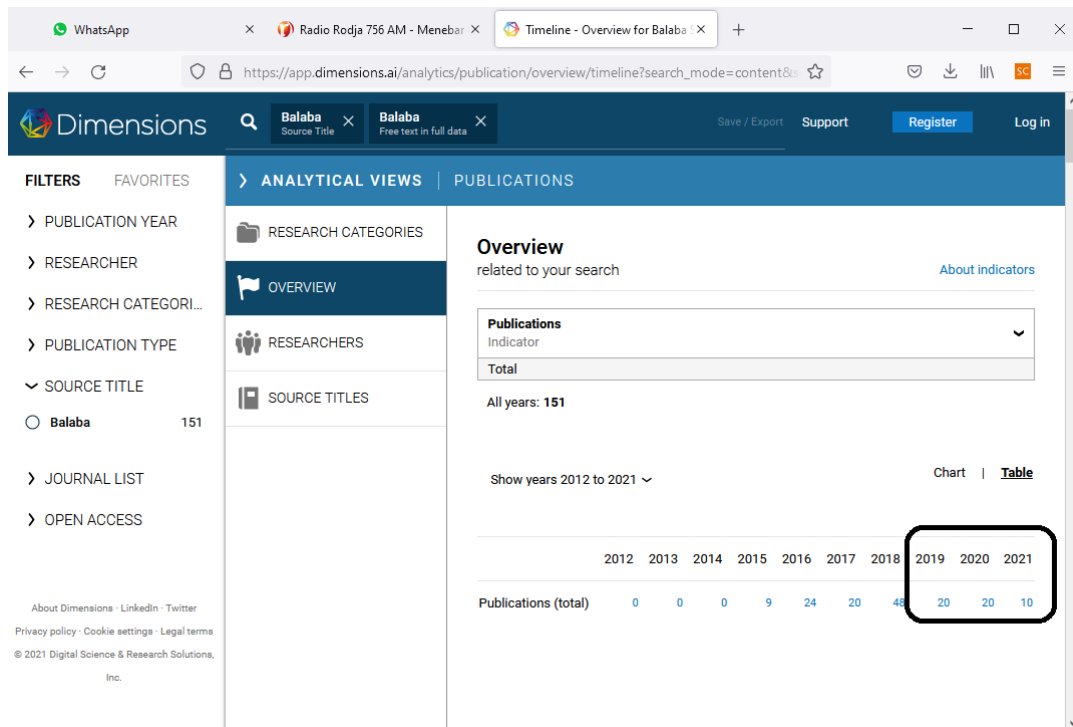 WhatsApp
Radio Rodja 756 AM - Menebar
Timeline - Overview for Balaba S
https://app.dimensions.ai/analytics/publication/overview/timeline?search_mode=content&
SC
Dimensions
Balaba
Source Title
Balaba
Free text in full data
Save / Export Support Register Log in
FILTERS FAVORITES
ANALYTICAL VIEWS | PUBLICATIONS
PUBLICATION YEAR
RESEARCHER
RESEARCH CATEGORI...
PUBLICATION TYPE
SOURCE TITLE
Balaba 151
JOURNAL LIST
OPEN ACCESS
About Dimensions · LinkedIn · Twitter
Privacy policy · Cookie settings · Legal terms
© 2021 Digital Science & Research Solutions,
Inc.
RESEARCH CATEGORIES
OVERVIEW
RESEARCHERS
SOURCE TITLES
Overview
related to your search
About indicators
Publications
Indicator
Total
All years: 151
Show years 2012 to 2021
Chart | Table
2012 2013 2014 2015 2016 2017 2018 2019 2020 2021
Publications (total) 0 0 0 9 24 20 48 20 20 10